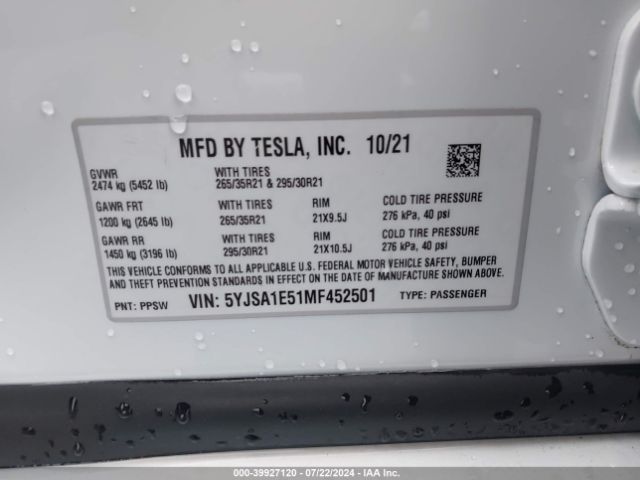 MFD BY TESLA, INC. 10/21
GVWR WITH TIRES
2474 kg (5452 lb) 265/35R21 & 295/30R21
GAWR FRT WITH TIRES RIM COLD TIRE PRESSURE
1200 kg (2645 lb) 265/35R21 21X9.5J 276 kPa, 40 psi
GAWR RR WITH TIRES RIM COLD TIRE PRESSURE
1450 kg (3196 lb) 295/30R21 21X10.5J 276 kPa, 40 psi
THIS VEHICLE CONFORMS TO ALL APPLICABLE U.S. FEDERAL MOTOR VEHICLE SAFETY, BUMPER
AND THEFT PREVENTION STANDARDS IN EFFECT ON THE DATE OF MANUFACTURE SHOWN ABOVE.
PNT: PPSW VIN: 5YJSA1E51MF452501 TYPE: PASSENGER
000-39927120 - 07/22/2024 - IAA Inc.